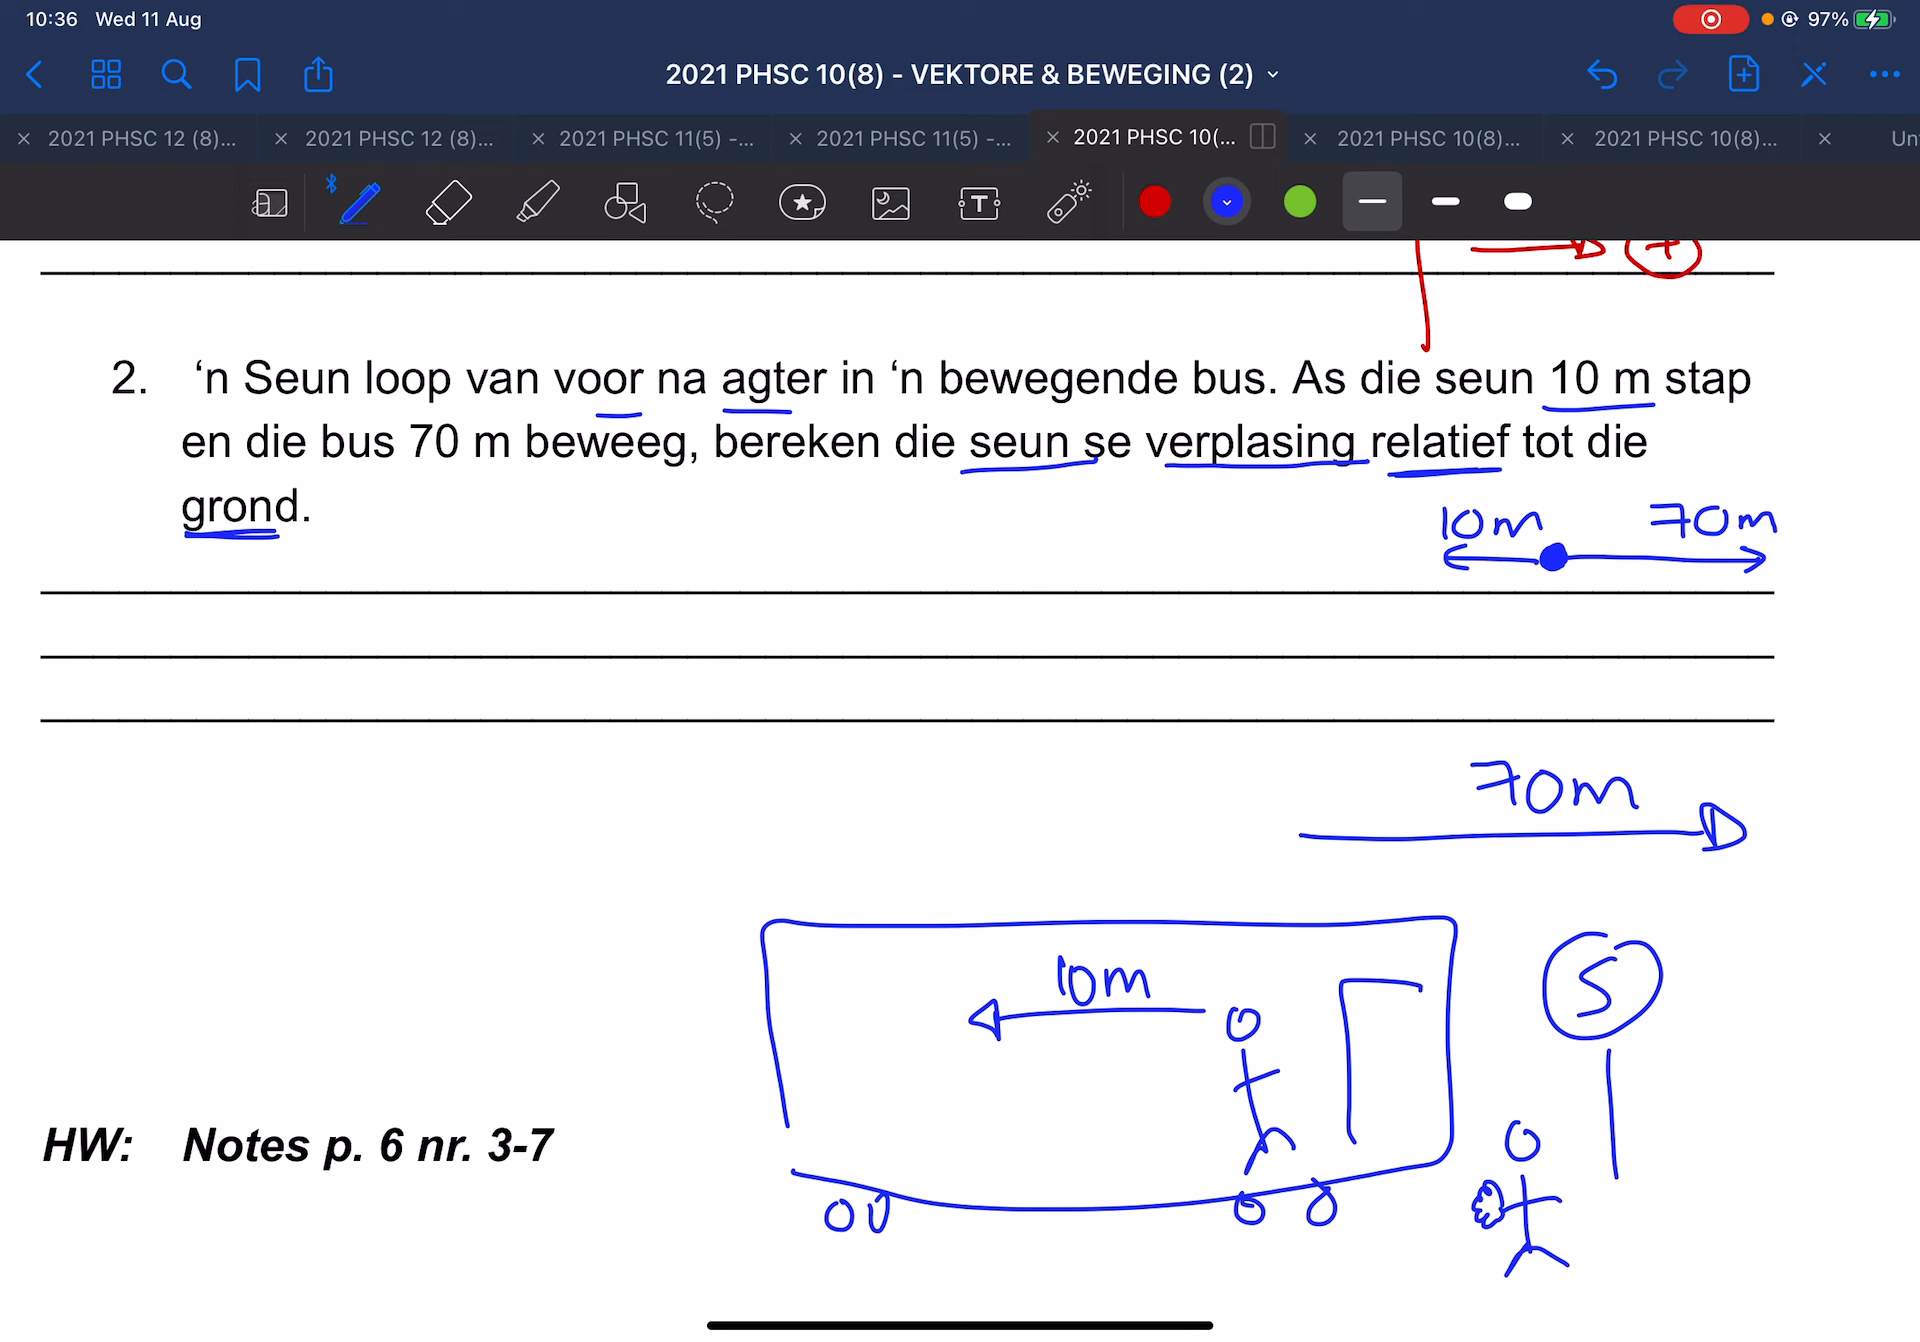 10:36 Wed 11 Aug 97%
2021 PHSC 10(8) - VEKTORE & BEWEGING (2)
2021 PHSC 12 (8)... 2021 PHSC 12 (8)... 2021 PHSC 11(5) -... 2021 PHSC 11(5) -... 2021 PHSC 10(... 2021 PHSC 10(8)... 2021 PHSC 10(8)... Un
T
+
2. ‘n Seun loop van voor na agter in ‘n bewegende bus. As die seun 10 m stap
en die bus 70 m beweeg, bereken die seun se verplasing relatief tot die
grond.
10m 70m
70m
10m
S
HW: Notes p. 6 nr. 3-7